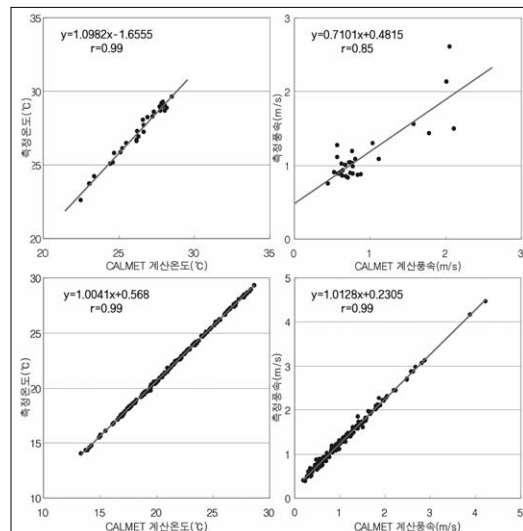 y=1.0982x-1.6555
r=0.99
측정온도(℃)
35
30
25
20
20
25
30
35
CALMET 계산온도(℃)
y=0.7101x+0.4815
r=0.85
측정풍속(m/s)
3
2
1
0
0
1
2
3
CALMET 계산풍속(m/s)
y=1.0041x+0.568
r=0.99
측정온도(℃)
30
25
20
15
10
10
15
20
25
30
CALMET 계산온도(℃)
y=1.0128x+0.2305
r=0.99
측정풍속(m/s)
5
4
3
2
1
0
0
1
2
3
4
5
CALMET 계산풍속(m/s)